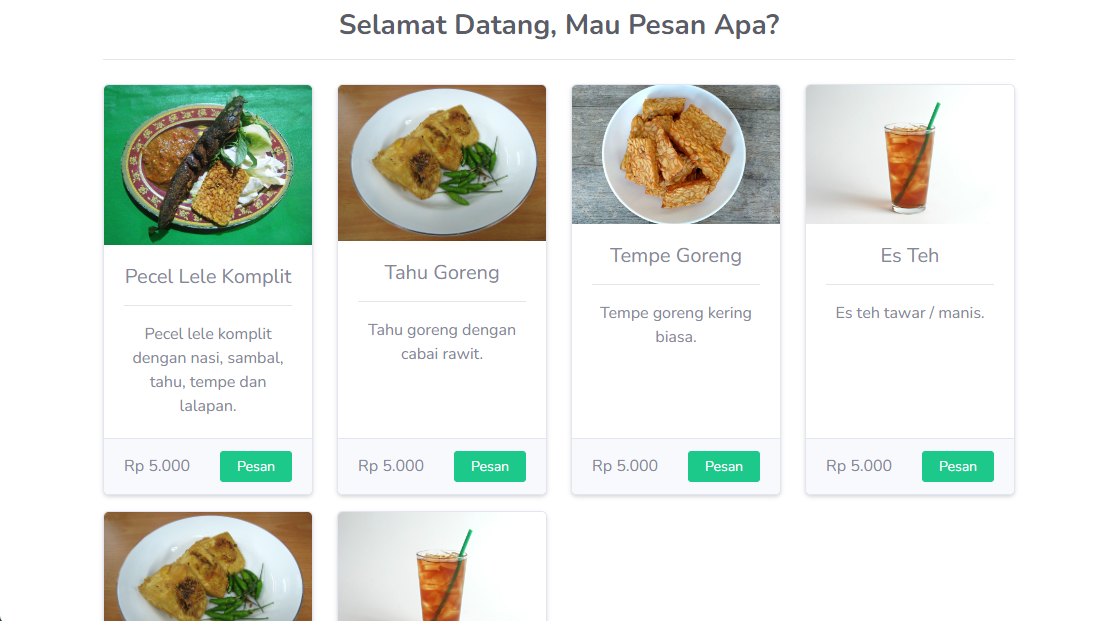 Selamat Datang, Mau Pesan Apa?
Pecel Lele Komplit
Pecel lele komplit
dengan nasi, sambal,
tahu, tempe dan
lalapan.
Rp 5.000
Pesan
Tahu Goreng
Tahu goreng dengan
cabai rawit.
Rp 5.000
Pesan
Tempe Goreng
Tempe goreng kering
biasa.
Rp 5.000
Pesan
Es Teh
Es teh tawar / manis.
Rp 5.000
Pesan